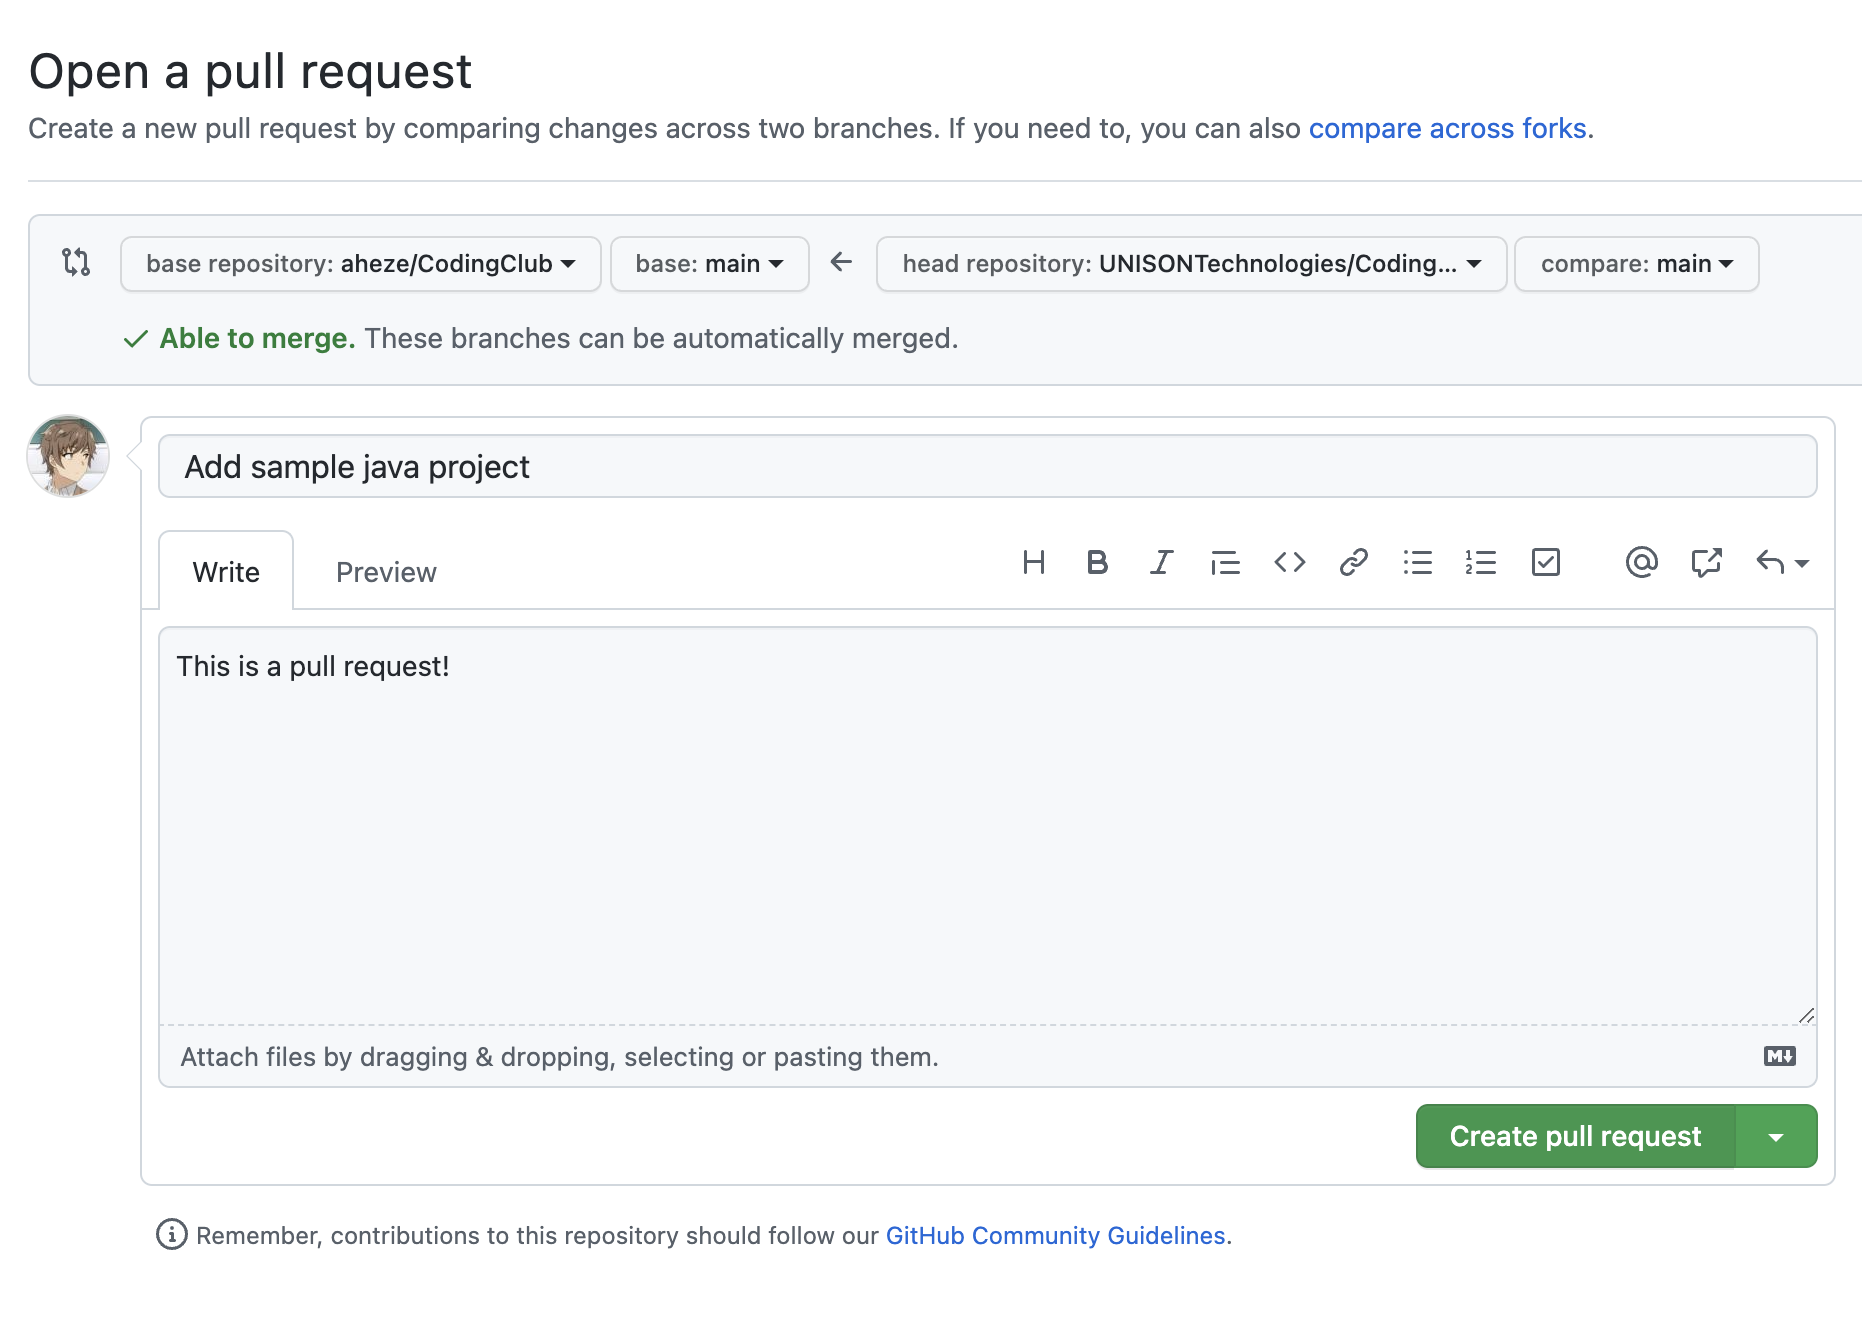 Open a pull request
Create a new pull request by comparing changes across two branches. If you need to, you can also compare across forks.
base repository: aheze/CodingClub base: main head repository: UNISONTechnologies/Coding... compare: main
Able to merge. These branches can be automatically merged.
Add sample java project
Write Preview
This is a pull request!
Attach files by dragging & dropping, selecting or pasting them.
Create pull request
Remember, contributions to this repository should follow our GitHub Community Guidelines.